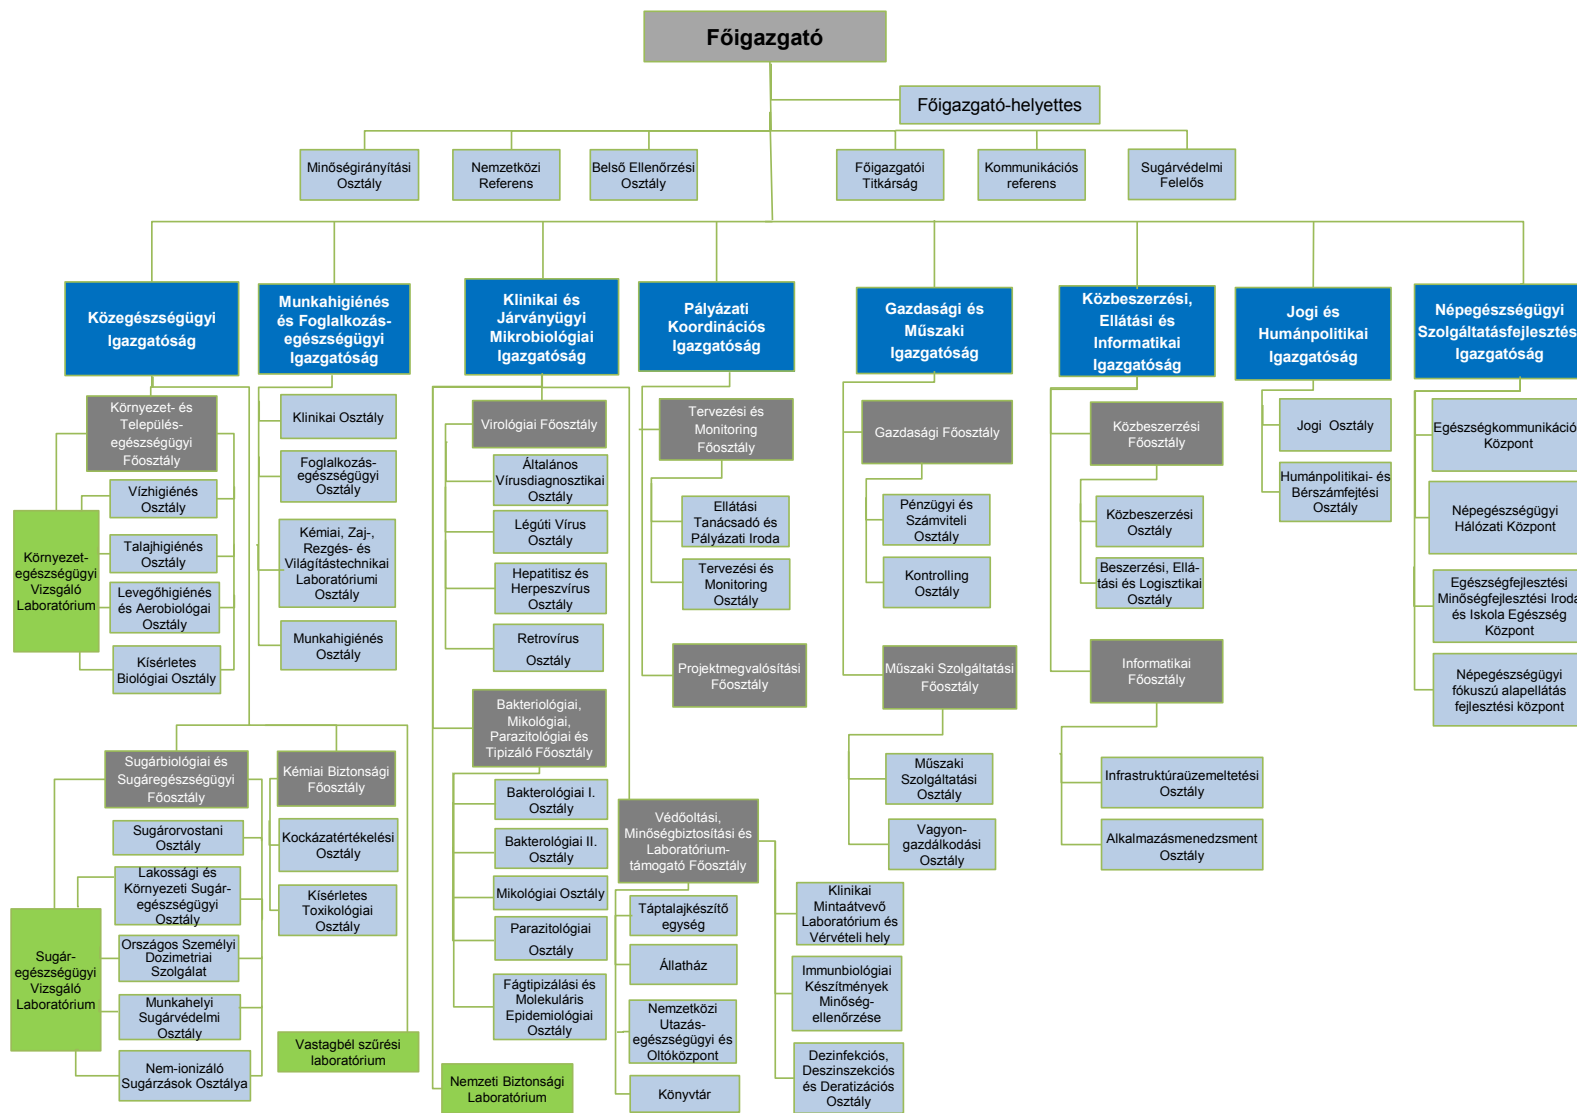 Főigazgató
Főigazgató-helyettes
Minőségirányítási
Osztály
Nemzetközi
Referens
Belső Ellenőrzési
Osztály
Főigazgatói
Titkárság
Kommunikációs
referens
Sugárvédelmi
Felelős
Közegészségügyi
Igazgatóság
Munkahigiénés
és Foglalkozás-
egészségügyi
Igazgatóság
Klinikai és
Járványügyi
Mikrobiológiai
Igazgatóság
Pályázati
Koordinációs
Igazgatóság
Gazdasági és
Műszaki
Igazgatóság
Közbeszerzési,
Ellátási és
Informatikai
Igazgatóság
Jogi és
Humánpolitikai
Igazgatóság
Népegészségügyi
Szolgáltatásfejlesztés
Igazgatóság
Környezet- és
Település-
egészségügyi
Főosztály
Vízhigiénés
Osztály
Talajhigiénés
Osztály
Levegőhigiénés
és Aerobiológai
Osztály
Kísérletes
Biológiai Osztály
Környezet-
egészségügyi
Vizsgáló
Laboratórium
Sugárbiológiai és
Sugáregészségügyi
Főosztály
Sugárorvostani
Osztály
Lakossági és
Környezeti Sugár-
egészségügyi
Osztály
Országos Személyi
Dozimetriai
Szolgálat
Munkahelyi
Sugárvédelmi
Osztály
Nem-ionizáló
Sugárzások Osztálya
Sugár-
egészségügyi
Vizsgáló
Laboratórium
Kémiai Biztonsági
Főosztály
Kockázatértékelési
Osztály
Kísérletes
Toxikológiai
Osztály
Vastagbél szűrési
laboratórium
Klinikai Osztály
Foglalkozás-
egészségügyi
Osztály
Kémiai, Zaj-,
Rezgés- és
Világítástechnikai
Laboratóriumi
Osztály
Munkahigiénés
Osztály
Virológiai Főosztály
Általános
Vírusdiagnosztikai
Osztály
Légúti Vírus
Osztály
Hepatitisz és
Herpeszvírus
Osztály
Retrovírus
Osztály
Bakteriológiai,
Mikológiai,
Parazitológiai és
Tipizáló Főosztály
Bakterológiai I.
Osztály
Bakterológiai II.
Osztály
Mikológiai Osztály
Parazitológiai
Osztály
Fágtipizálási és
Molekuláris
Epidemiológiai
Osztály
Nemzeti Biztonsági
Laboratórium
Védőoltási,
Minőségbiztosítási és
Laboratórium-
támogató Főosztály
Táptalajkészítő
egység
Állatház
Nemzetközi
Utazás-
egészségügyi és
Oltóközpont
Könyvtár
Klinikai
Mintaátvevő
Laboratórium és
Vérvételi hely
Immunbiológiai
Készítmények
Minőség-
ellenőrzése
Dezinfekciós,
Deszinszekciós
és Deratizációs
Osztály
Tervezési és
Monitoring
Főosztály
Ellátási
Tanácsadó és
Pályázati Iroda
Tervezési és
Monitoring
Osztály
Projektmegvalósítási
Főosztály
Gazdasági Főosztály
Pénzügyi és
Számviteli
Osztály
Kontrolling
Osztály
Műszaki Szolgáltatási
Főosztály
Műszaki
Szolgáltatási
Osztály
Vagyon-
gazdálkodási
Osztály
Közbeszerzési
Főosztály
Közbeszerzési
Osztály
Beszerzési, Ellá-
tási és Logisztikai
Osztály
Informatikai
Főosztály
Infrastruktúraüzemeltetési
Osztály
Alkalmazásmenedzsment
Osztály
Jogi Osztály
Humánpolitikai- és
Bérszámfejtési
Osztály
Egészségkommunikáció
Központ
Népegészségügyi
Hálózati Központ
Egészségfejlesztési
Minőségfejlesztési Iroda
és Iskola Egészség
Központ
Népegészségügyi
fókuszú alapellátás
fejlesztési központ